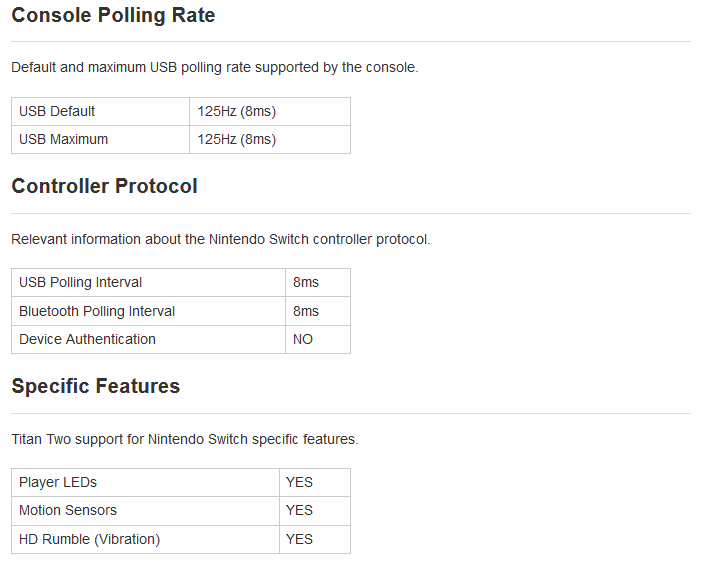 Console Polling Rate
Default and maximum USB polling rate supported by the console.
USB Default 125Hz (8ms)
USB Maximum 125Hz (8ms)
Controller Protocol
Relevant information about the Nintendo Switch controller protocol.
USB Polling Interval 8ms
Bluetooth Polling Interval 8ms
Device Authentication NO
Specific Features
Titan Two support for Nintendo Switch specific features.
Player LEDs YES
Motion Sensors YES
HD Rumble (Vibration) YES